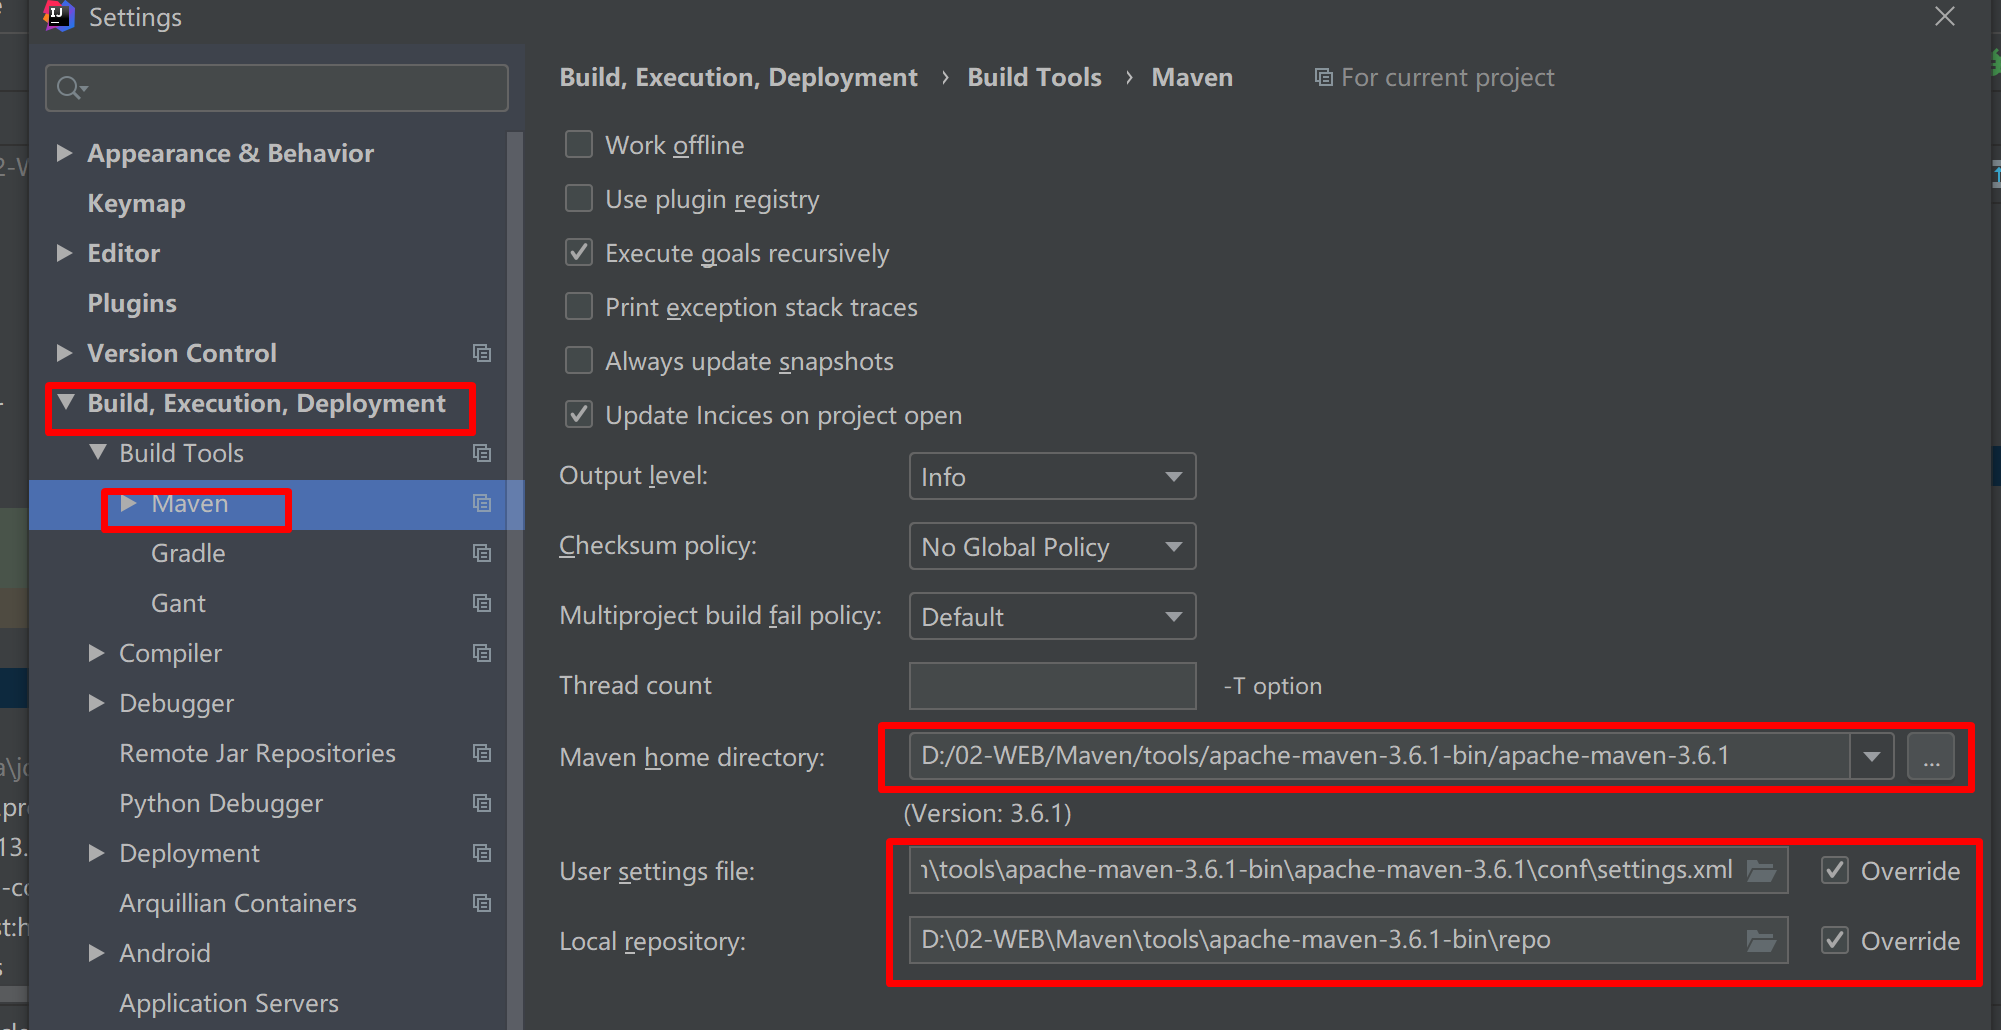 Settings
Build, Execution, Deployment › Build Tools › Maven For current project
Appearance & Behavior
Keymap
Editor
Plugins
Version Control
Build, Execution, Deployment
Build Tools
Maven
Gradle
Gant
Compiler
Debugger
Remote Jar Repositories
Python Debugger
Deployment
Arquillian Containers
Android
Application Servers
Work offline
Use plugin registry
Execute goals recursively
Print exception stack traces
Always update snapshots
Update Incices on project open
Output level: Info
Checksum policy: No Global Policy
Multiproject build fail policy: Default
Thread count -T option
Maven home directory: D:/02-WEB/Maven/tools/apache-maven-3.6.1-bin/apache-maven-3.6.1 ...
(Version: 3.6.1)
User settings file: \tools\apache-maven-3.6.1-bin\apache-maven-3.6.1\conf\settings.xml Override
Local repository: D:\02-WEB\Maven\tools\apache-maven-3.6.1-bin\repo Override